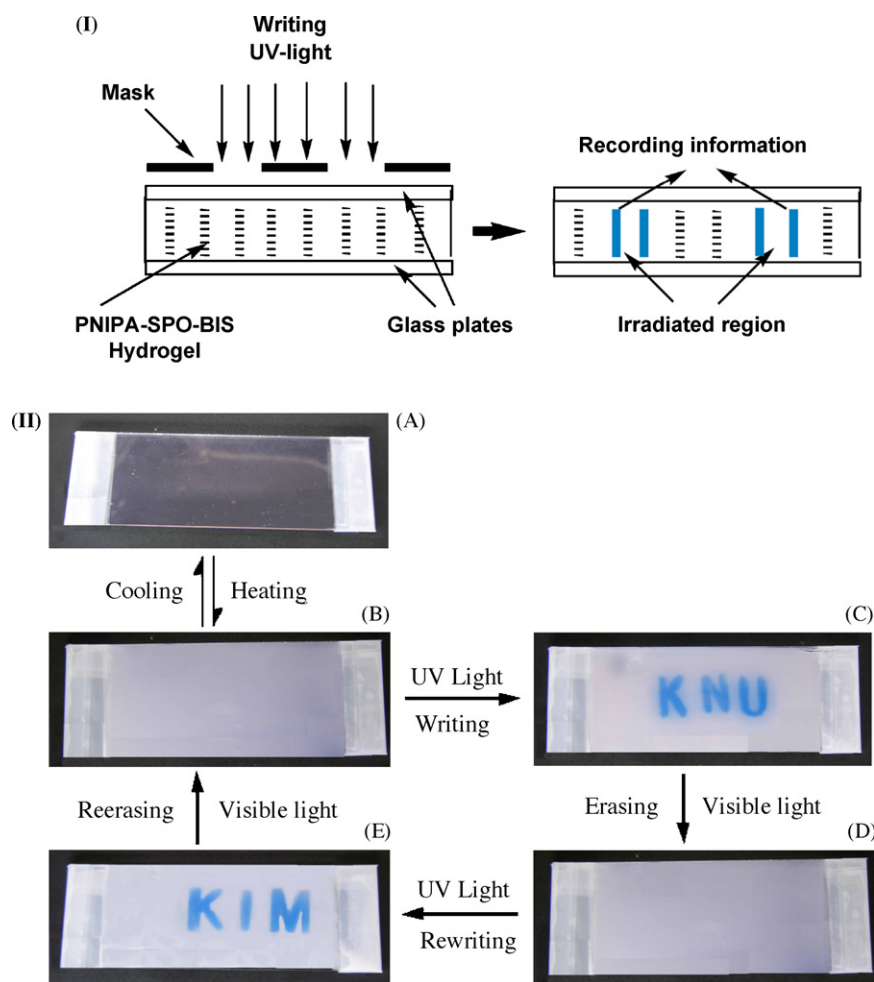 (I)
Writing
UV-light
Mask
Recording information
PNIPA-SPO-BIS
Hydrogel
Glass plates
Irradiated region
(II)
(A)
Cooling
Heating
(B)
(C)
UV Light
Writing
KNU
Reerasing
Visible light
Erasing
Visible light
(E)
(D)
UV Light
Rewriting
KIM